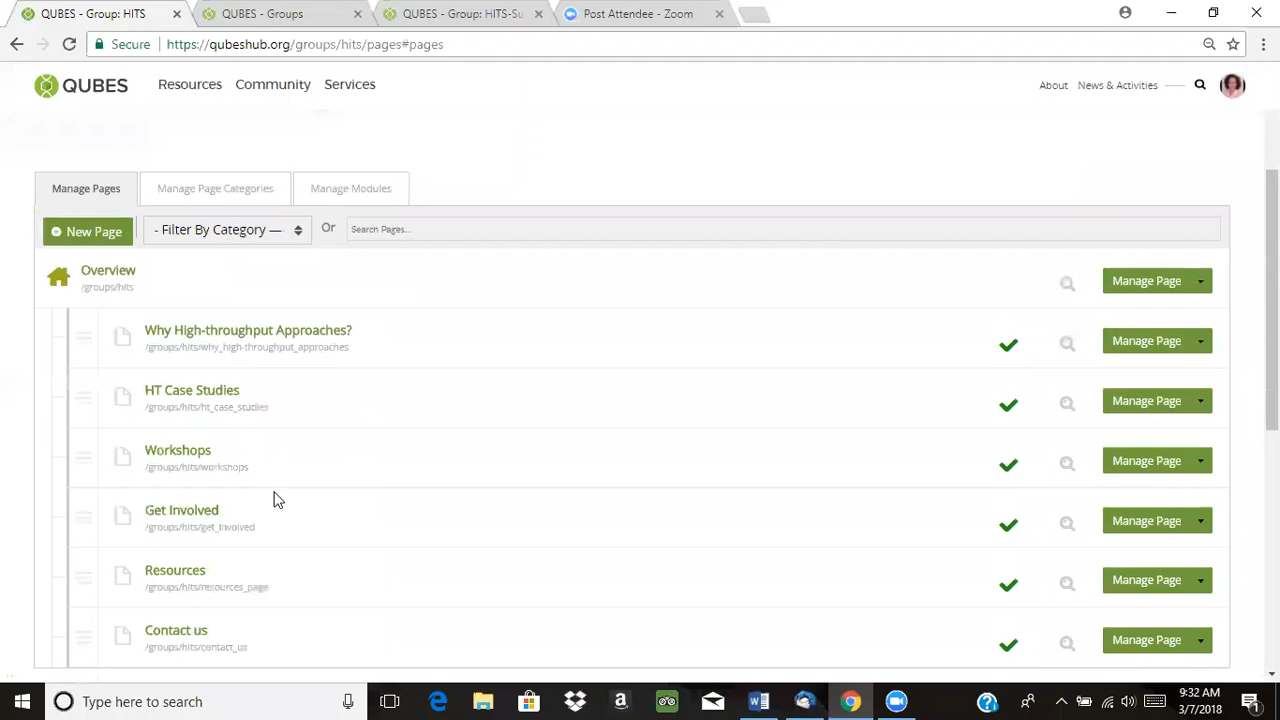 QUBES - Group: HITS
QUBES - Groups
QUBES - Group: HITS-Su
Post Attendee - Zoom
Secure
https://qubeshub.org/groups/hits/pages#pages
QUBES
Resources
Community
Services
About
News & Activities
Manage Pages
Manage Page Categories
Manage Modules
New Page
- Filter By Category —
Or
Search Pages...
Overview
/groups/hits
Manage Page
Why High-throughput Approaches?
/groups/hits/why_high-throughput_approaches
Manage Page
HT Case Studies
/groups/hits/ht_case_studies
Manage Page
Workshops
/groups/hits/workshops
Manage Page
Get Involved
/groups/hits/get_involved
Manage Page
Resources
/groups/hits/resources_page
Manage Page
Contact us
/groups/hits/contact_us
Manage Page
Type here to search
9:32 AM
3/7/2018